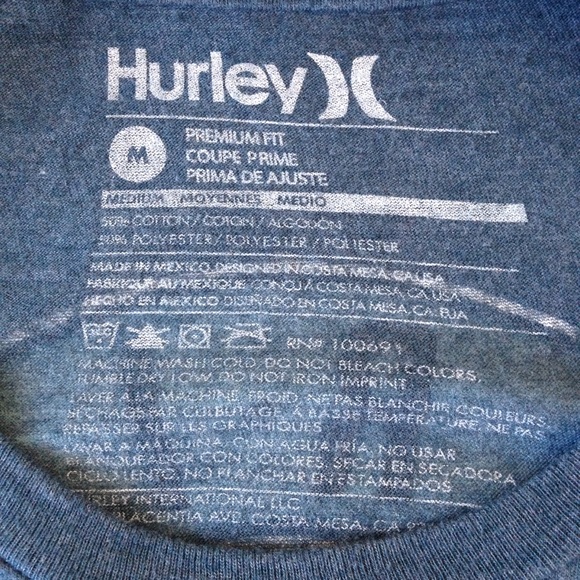 Hurley
M
PREMIUM FIT
COUPE PRIME
PRIMA DE AJUSTE
MEDIUM MOYENNES MEDIO
50% COTTON / COTON / ALGODÓN
50% POLYESTER / POLYESTER / POLIESTER
MADE IN MEXICO. DESIGNED IN COSTA MESA, CA USA
FABRIQUE AU MEXIQUE CONÇU À COSTA MESA, CA USA
HECHO EN MEXICO DISEÑADO EN COSTA MESA, CA. EUA
RN# 100691
MACHINE WASH COLD, DO NOT BLEACH COLORS,
TUMBLE DRY LOW, DO NOT IRON IMPRINT
LAVER A LA MACHINE, FROID, NE PAS BLANCHIR COULEURS,
SECHAGE PAR CULBUTAGE, À BASSE TEMPERATURE, NE PAS
REPASSER SUR LES GRAPHIQUES
LAVAR A MAQUINA, CON AGUA FRÍA, NO USAR
BLANQUEADOR CON COLORES, SECAR EN SECADORA
CICLO LENTO, NO PLANCHAR EN ESTAMPADOS
HURLEY INTERNATIONAL LLC
PLACENTIA AVE. COSTA MESA, CA